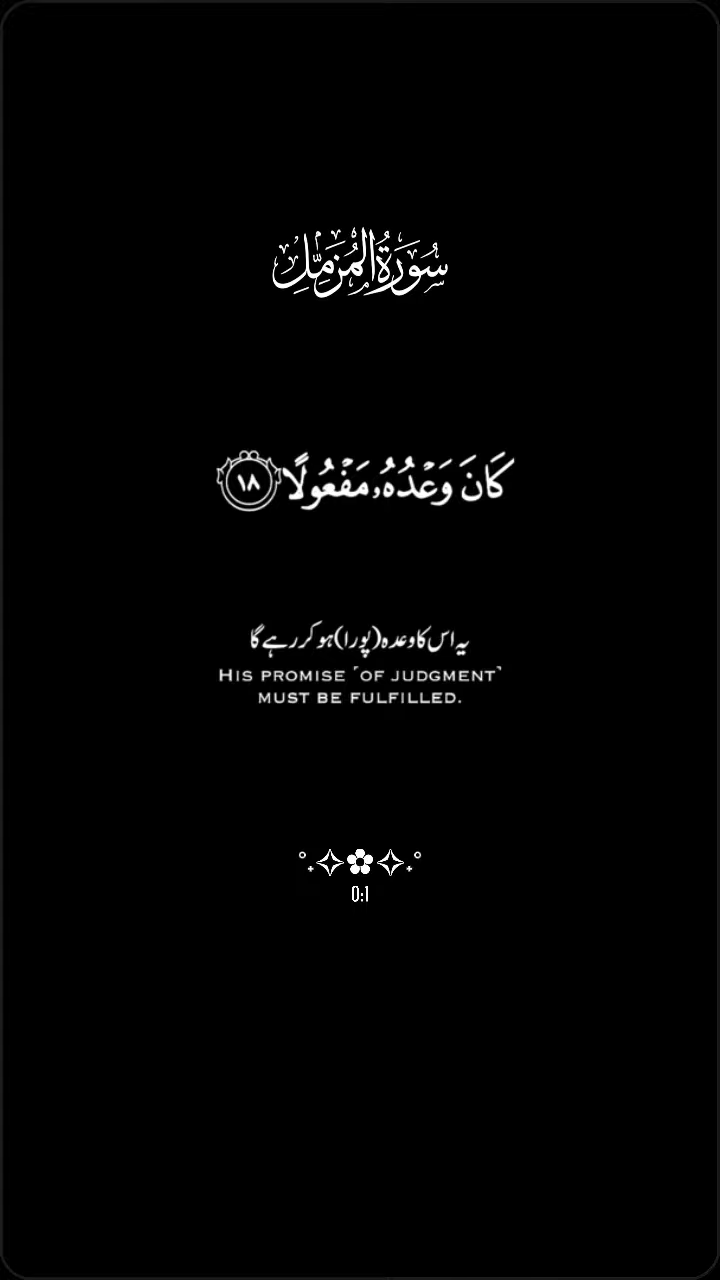 سُورَةُ الْمُزَّمِّلِ
كَانَ وَعْدُهُۥ مَفْعُولًا ١٨
یہ اس کا وعدہ (پورا) ہو کر رہے گا
HIS PROMISE ˹OF JUDGMENT˺
MUST BE FULFILLED.
0:1